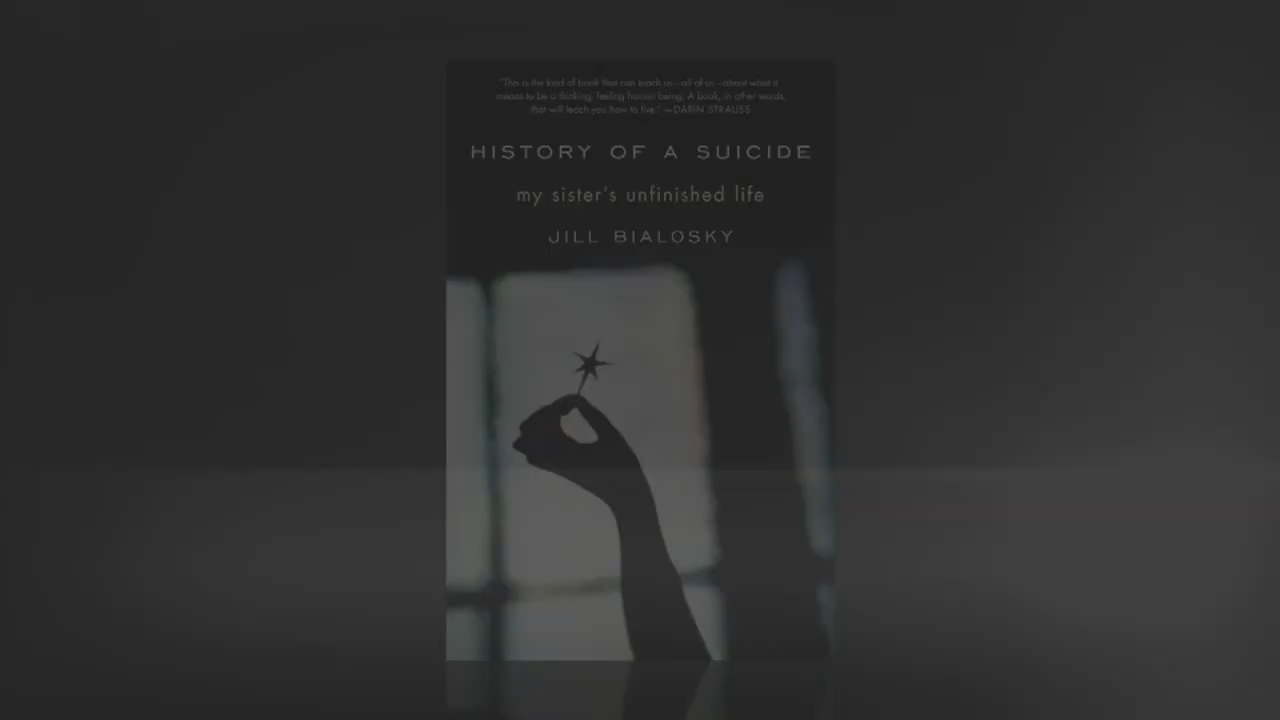 "This is the kind of book that can teach us—all of us—about what it
means to be a thinking, feeling human being. A book, in other words,
that will teach you how to live." —DARIN STRAUSS
HISTORY OF A SUICIDE
my sister's unfinished life
JILL BIALOSKY